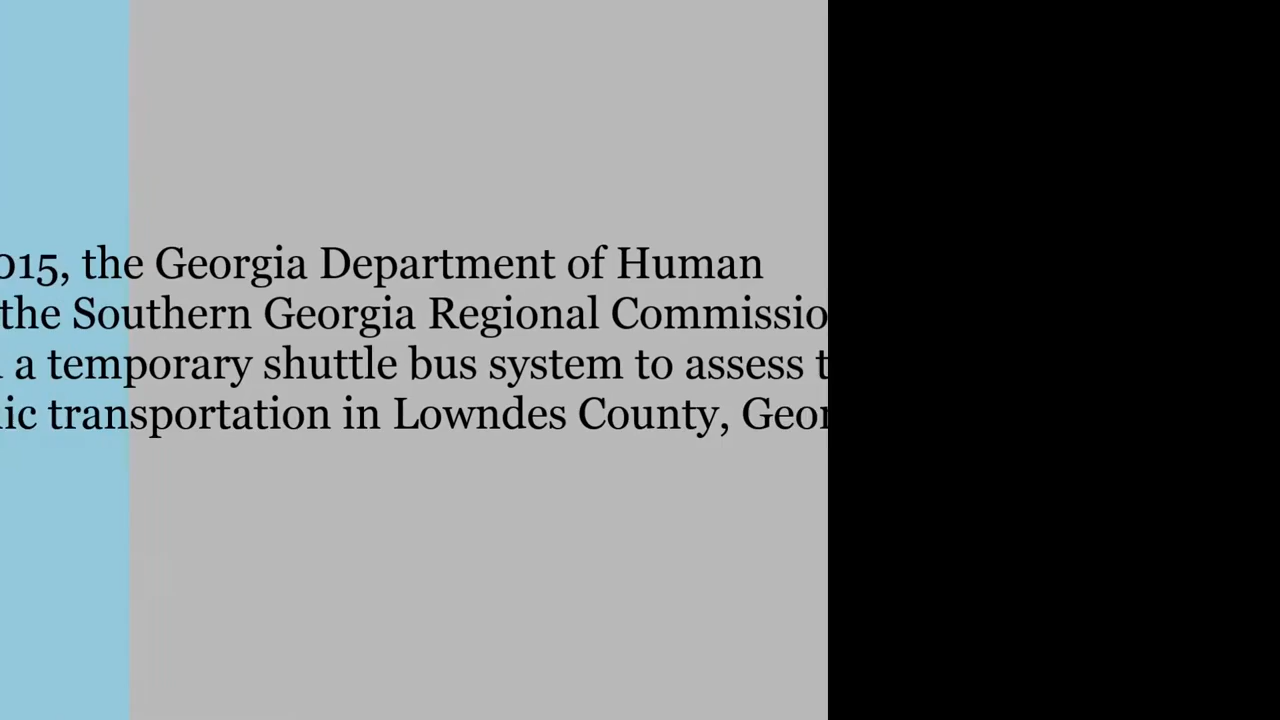 015, the Georgia Department of Human
the Southern Georgia Regional Commissio
a temporary shuttle bus system to assess t
ic transportation in Lowndes County, Geor